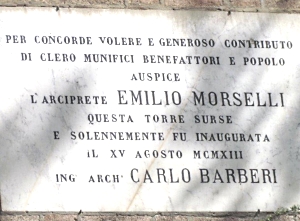 PER CONCORDE VOLERE E GENEROSO CONTRIBUTO
DI CLERO MUNIFICI BENEFATTORI E POPOLO
AUSPICE
L'ARCIPRETE EMILIO MORSELLI
QUESTA TORRE SURSE
E SOLENNEMENTE FU INAUGURATA
IL XV AGOSTO MCMXIII
ING ARCH' CARLO BARBERI